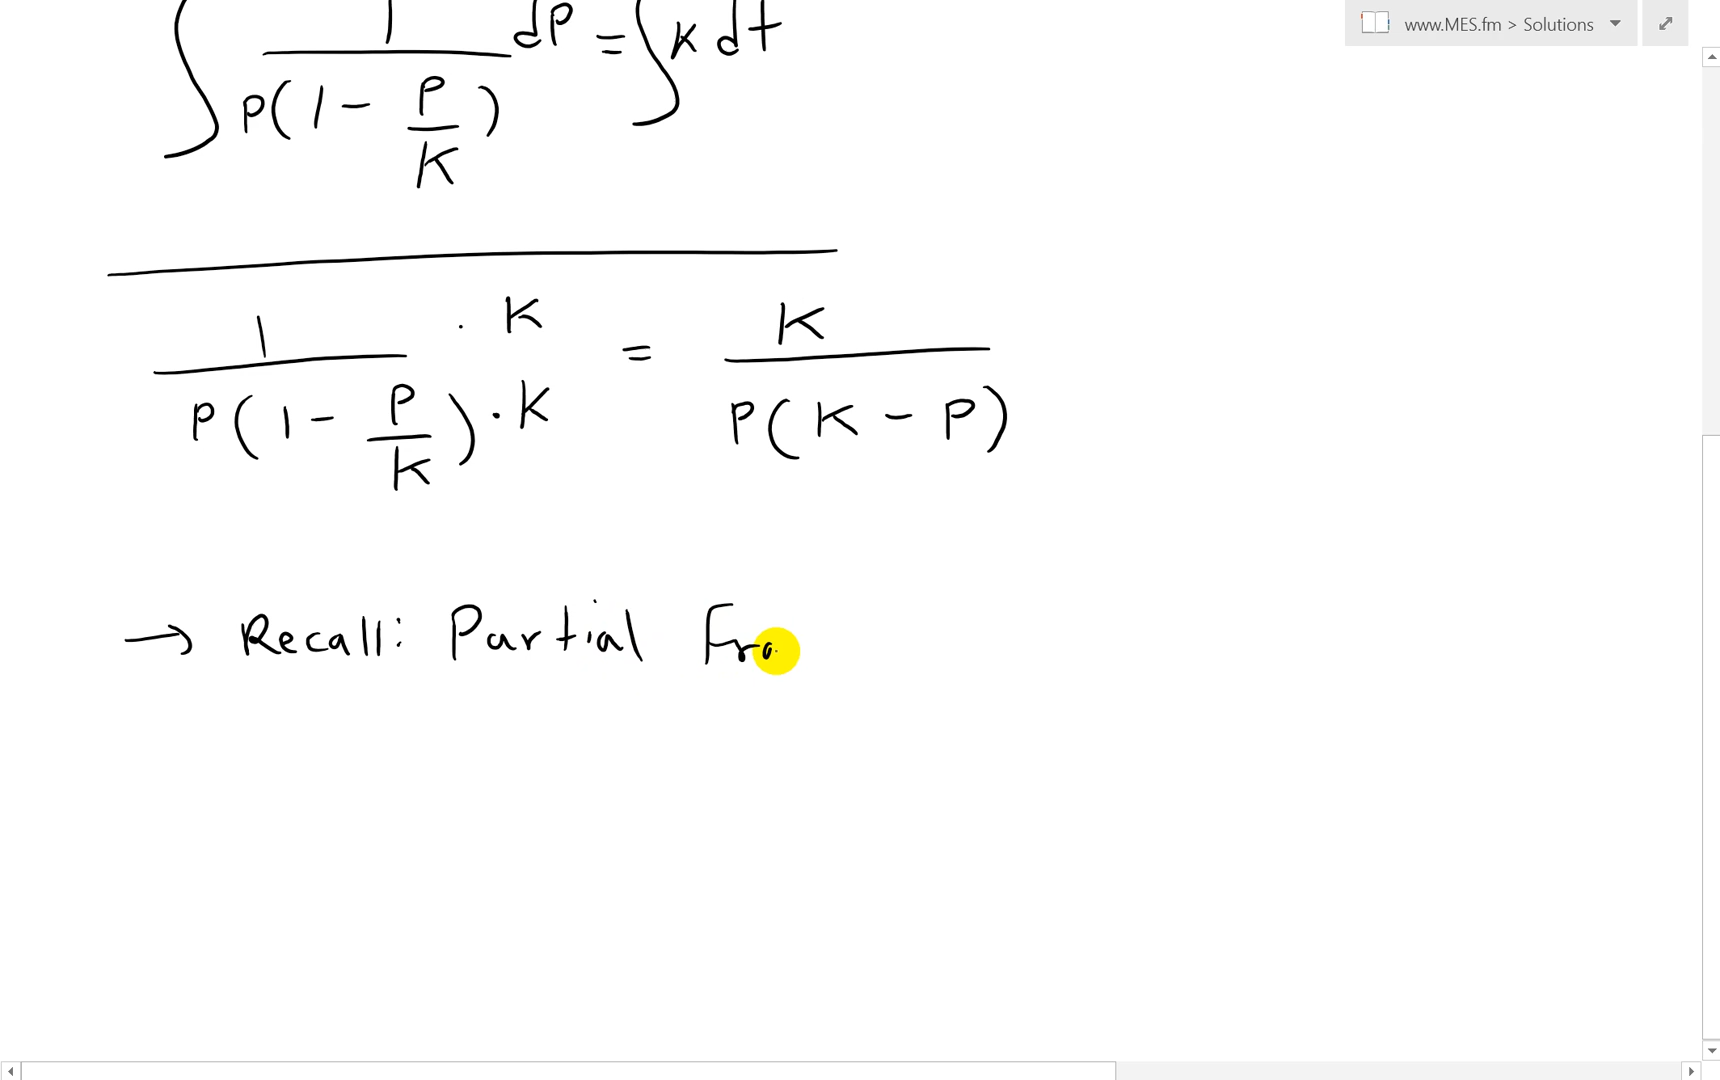 www.MES.fm > Solutions
∫ 1/(P(1 - P/K)) dP = ∫ k dt
1/(P(1 - P/K)) · K/K = K/(P(K - P))
→ Recall: Partial Fra